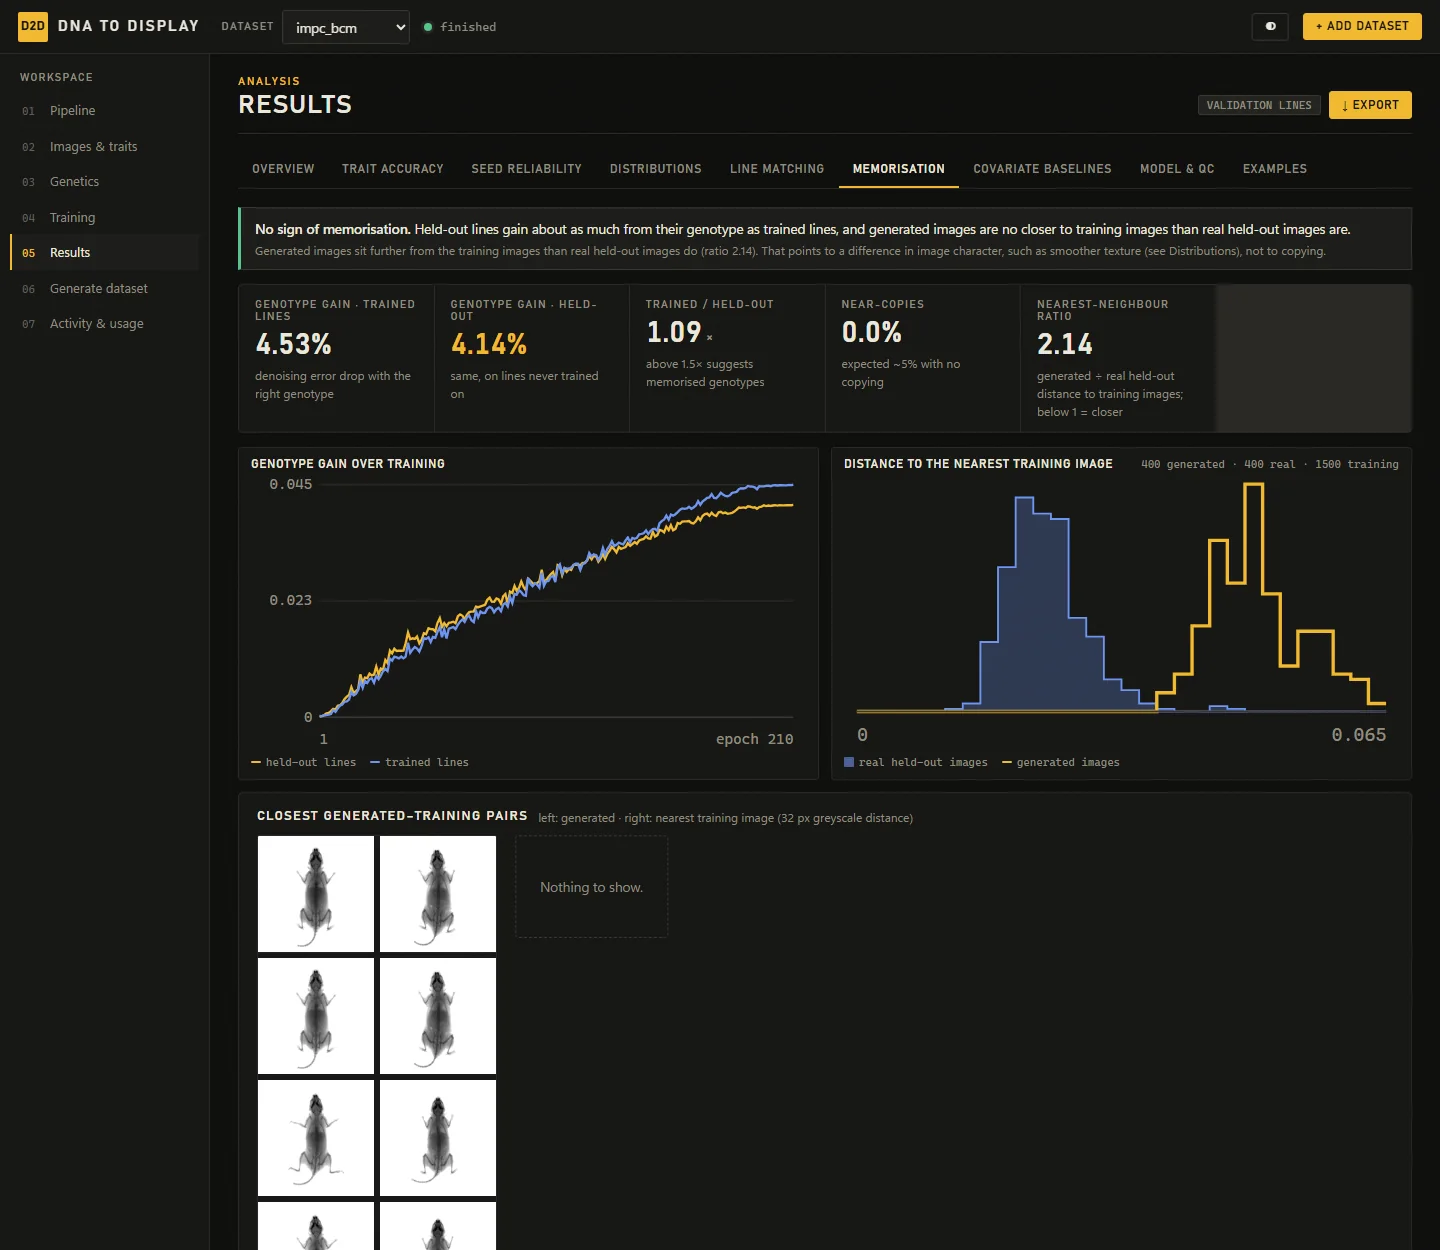 D2D DNA TO DISPLAY DATASET impc_bcm finished + ADD DATASET
WORKSPACE
01 Pipeline
02 Images & traits
03 Genetics
04 Training
05 Results
06 Generate dataset
07 Activity & usage
ANALYSIS
RESULTS
VALIDATION LINES ↓ EXPORT
OVERVIEW TRAIT ACCURACY SEED RELIABILITY DISTRIBUTIONS LINE MATCHING MEMORISATION COVARIATE BASELINES MODEL & QC EXAMPLES
No sign of memorisation. Held-out lines gain about as much from their genotype as trained lines, and generated images are no closer to training images than real held-out images are.
Generated images sit further from the training images than real held-out images do (ratio 2.14). That points to a difference in image character, such as smoother texture (see Distributions), not to copying.
GENOTYPE GAIN · TRAINED
LINES
4.53%
denoising error drop with the
right genotype
GENOTYPE GAIN · HELD-
OUT
4.14%
same, on lines never trained
on
TRAINED / HELD-OUT
1.09 ×
above 1.5× suggests
memorised genotypes
NEAR-COPIES
0.0%
expected ~5% with no
copying
NEAREST-NEIGHBOUR
RATIO
2.14
generated ÷ real held-out
distance to training images;
below 1 = closer
GENOTYPE GAIN OVER TRAINING
0.045
0.023
0
1 epoch 210
held-out lines trained lines
DISTANCE TO THE NEAREST TRAINING IMAGE 400 generated · 400 real · 1500 training
0 0.065
real held-out images generated images
CLOSEST GENERATED-TRAINING PAIRS left: generated · right: nearest training image (32 px greyscale distance)
Nothing to show.